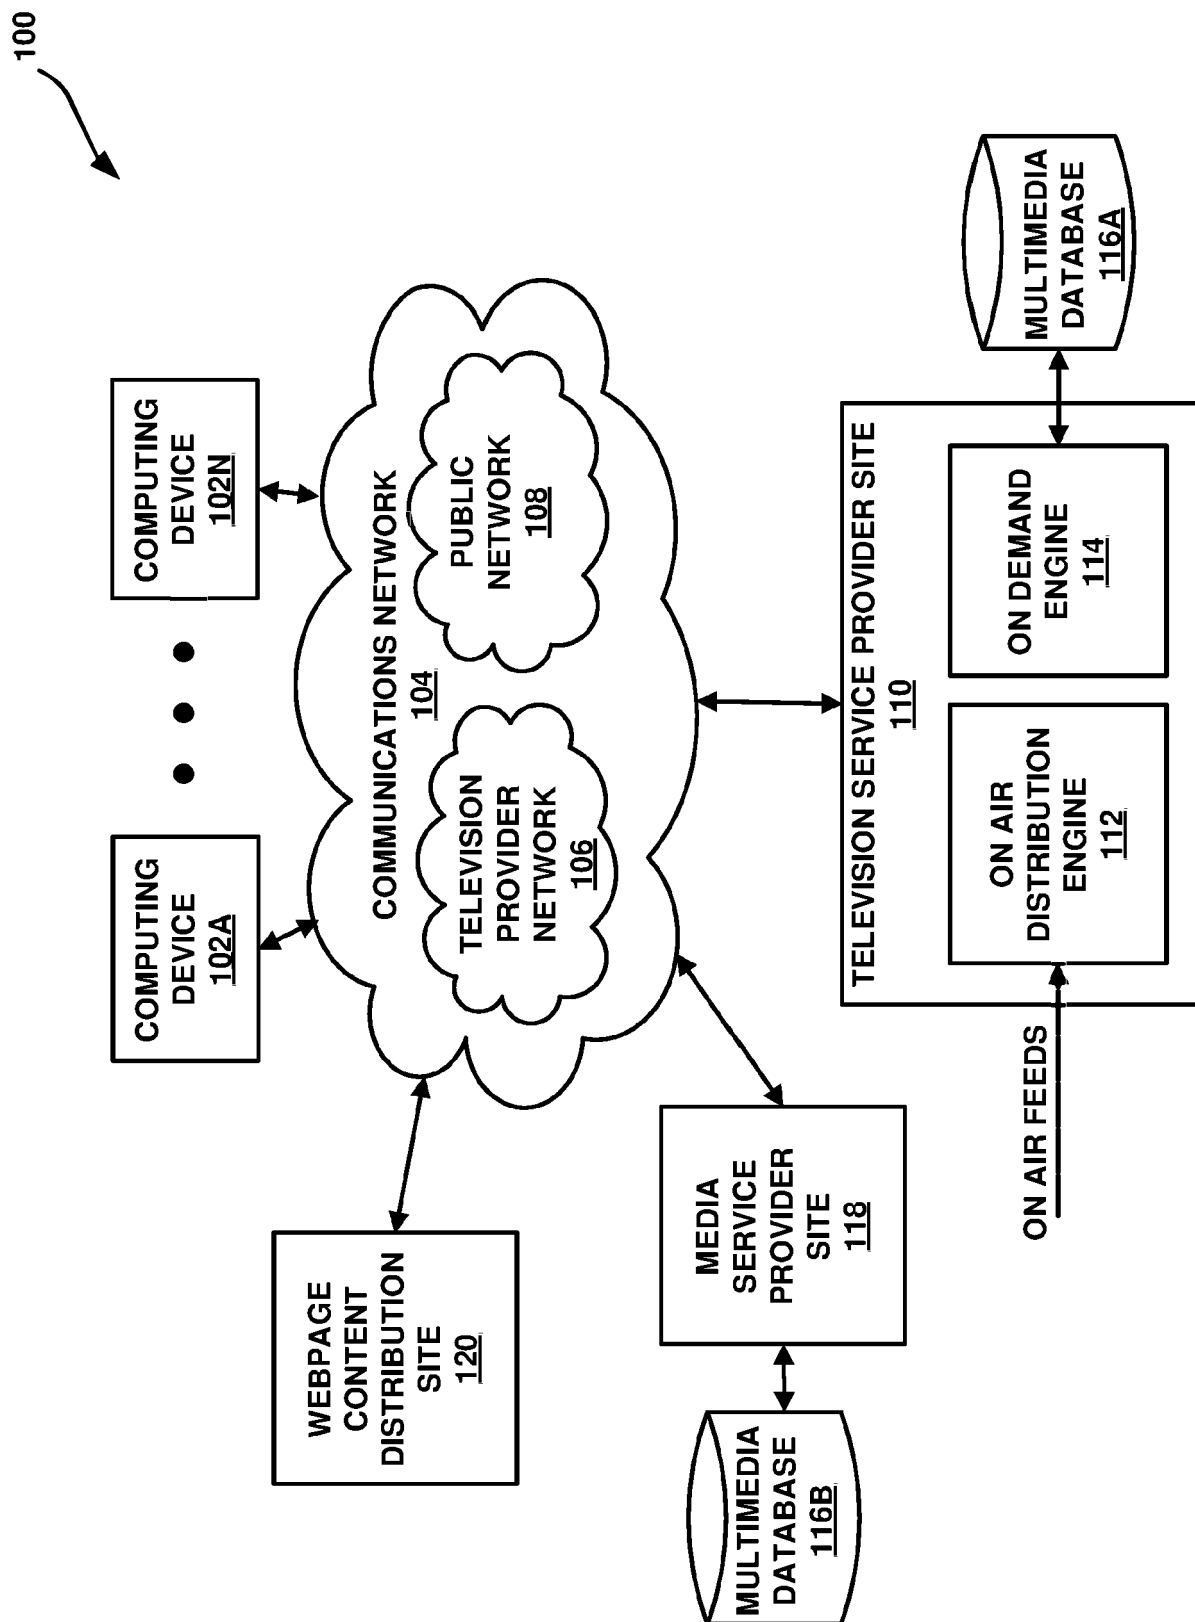 100
COMPUTING
DEVICE
102A
COMPUTING
DEVICE
102N
COMMUNICATIONS NETWORK
104
TELEVISION
PROVIDER
NETWORK
106
PUBLIC
NETWORK
108
WEBPAGE
CONTENT
DISTRIBUTION
SITE
120
MEDIA
SERVICE
PROVIDER
SITE
118
MULTIMEDIA
DATABASE
116B
TELEVISION SERVICE PROVIDER SITE
110
ON AIR
DISTRIBUTION
ENGINE
112
ON DEMAND
ENGINE
114
MULTIMEDIA
DATABASE
116A
ON AIR FEEDS